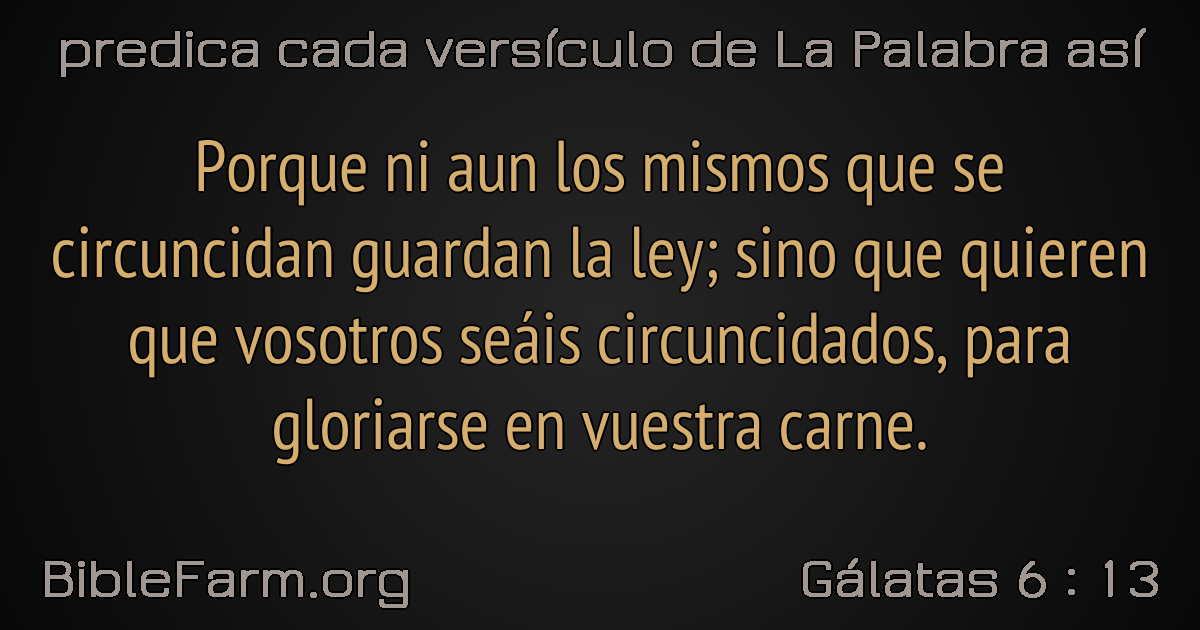 predica cada versículo de La Palabra así
Porque ni aun los mismos que se
circuncidan guardan la ley; sino que quieren
que vosotros seáis circuncidados, para
gloriarse en vuestra carne.
BibleFarm.org
Gálatas 6 : 13